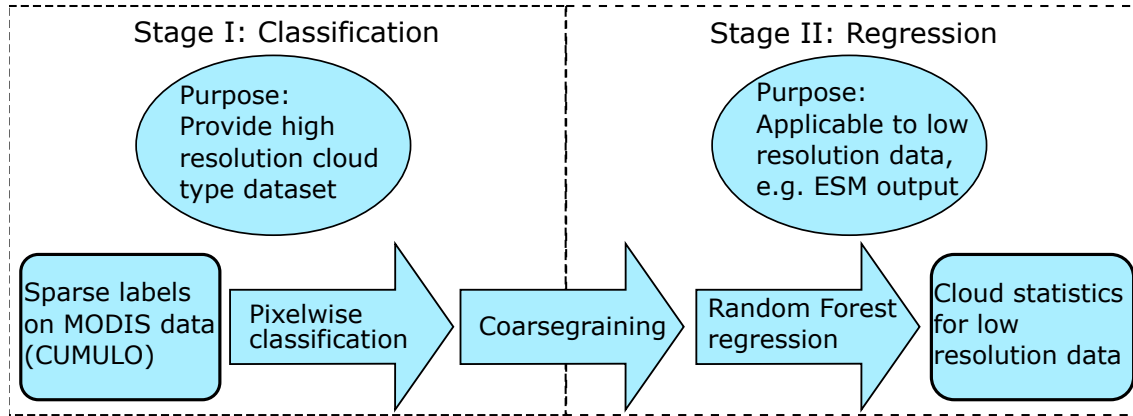 Stage I: Classification
Purpose:
Provide high
resolution cloud
type dataset
Sparse labels
on MODIS data
(CUMULO)
Pixelwise
classification
Coarsegraining
Stage II: Regression
Purpose:
Applicable to low
resolution data,
e.g. ESM output
Random Forest
regression
Cloud statistics
for low
resolution data